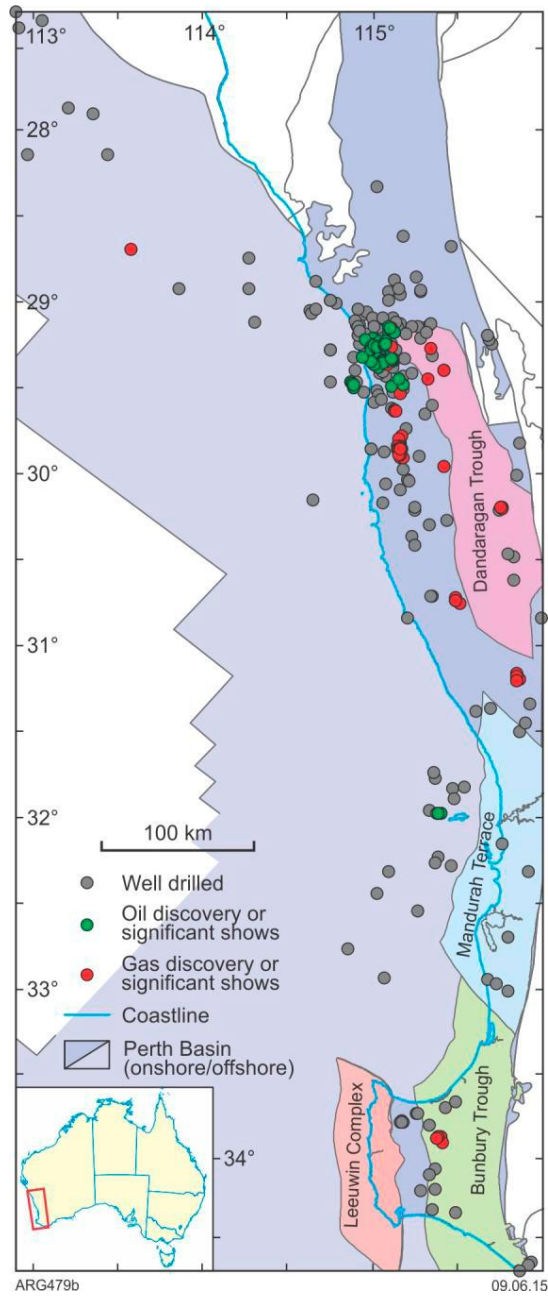 113° 114° 115°
28°
29°
30°
Dandaragan Trough
31°
32°
100 km
Mandurah Terrace
Well drilled
Oil discovery or
significant shows
Gas discovery or
significant shows
33°
Coastline
Perth Basin
(onshore/offshore)
Leeuwin Complex
Bunbury Trough
34°
ARG479b 09.06.15